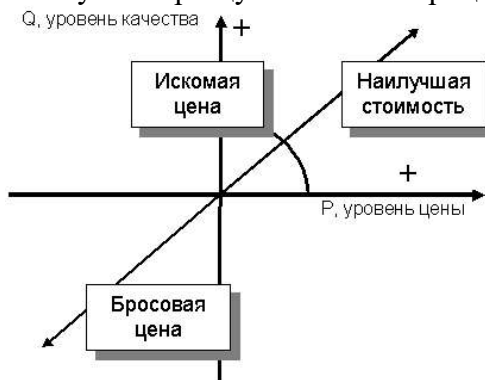 Q, уровень качества
+
Искомая
цена
Наилучшая
стоимость
+
P, уровень цены
Бросовая
цена